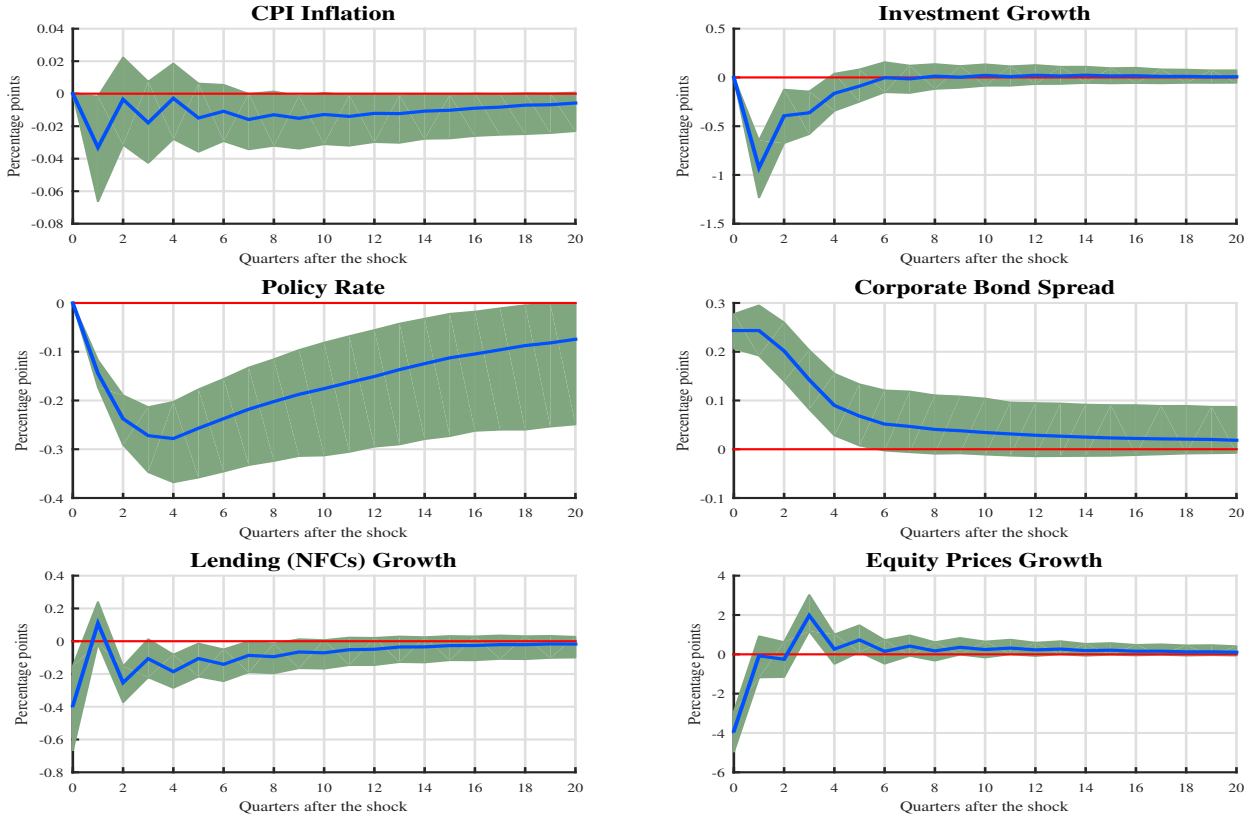 CPI Inflation
Percentage points
0.04
0.02
0
-0.02
-0.04
-0.06
-0.08
0 2 4 6 8 10 12 14 16 18 20
Quarters after the shock
Investment Growth
Percentage points
0.5
0
-0.5
-1
-1.5
0 2 4 6 8 10 12 14 16 18 20
Quarters after the shock
Policy Rate
Percentage points
0
-0.1
-0.2
-0.3
-0.4
0 2 4 6 8 10 12 14 16 18 20
Quarters after the shock
Corporate Bond Spread
Percentage points
0.3
0.2
0.1
0
-0.1
0 2 4 6 8 10 12 14 16 18 20
Quarters after the shock
Lending (NFCs) Growth
Percentage points
0.4
0.2
0
-0.2
-0.4
-0.6
-0.8
0 2 4 6 8 10 12 14 16 18 20
Quarters after the shock
Equity Prices Growth
Percentage points
4
2
0
-2
-4
-6
0 2 4 6 8 10 12 14 16 18 20
Quarters after the shock